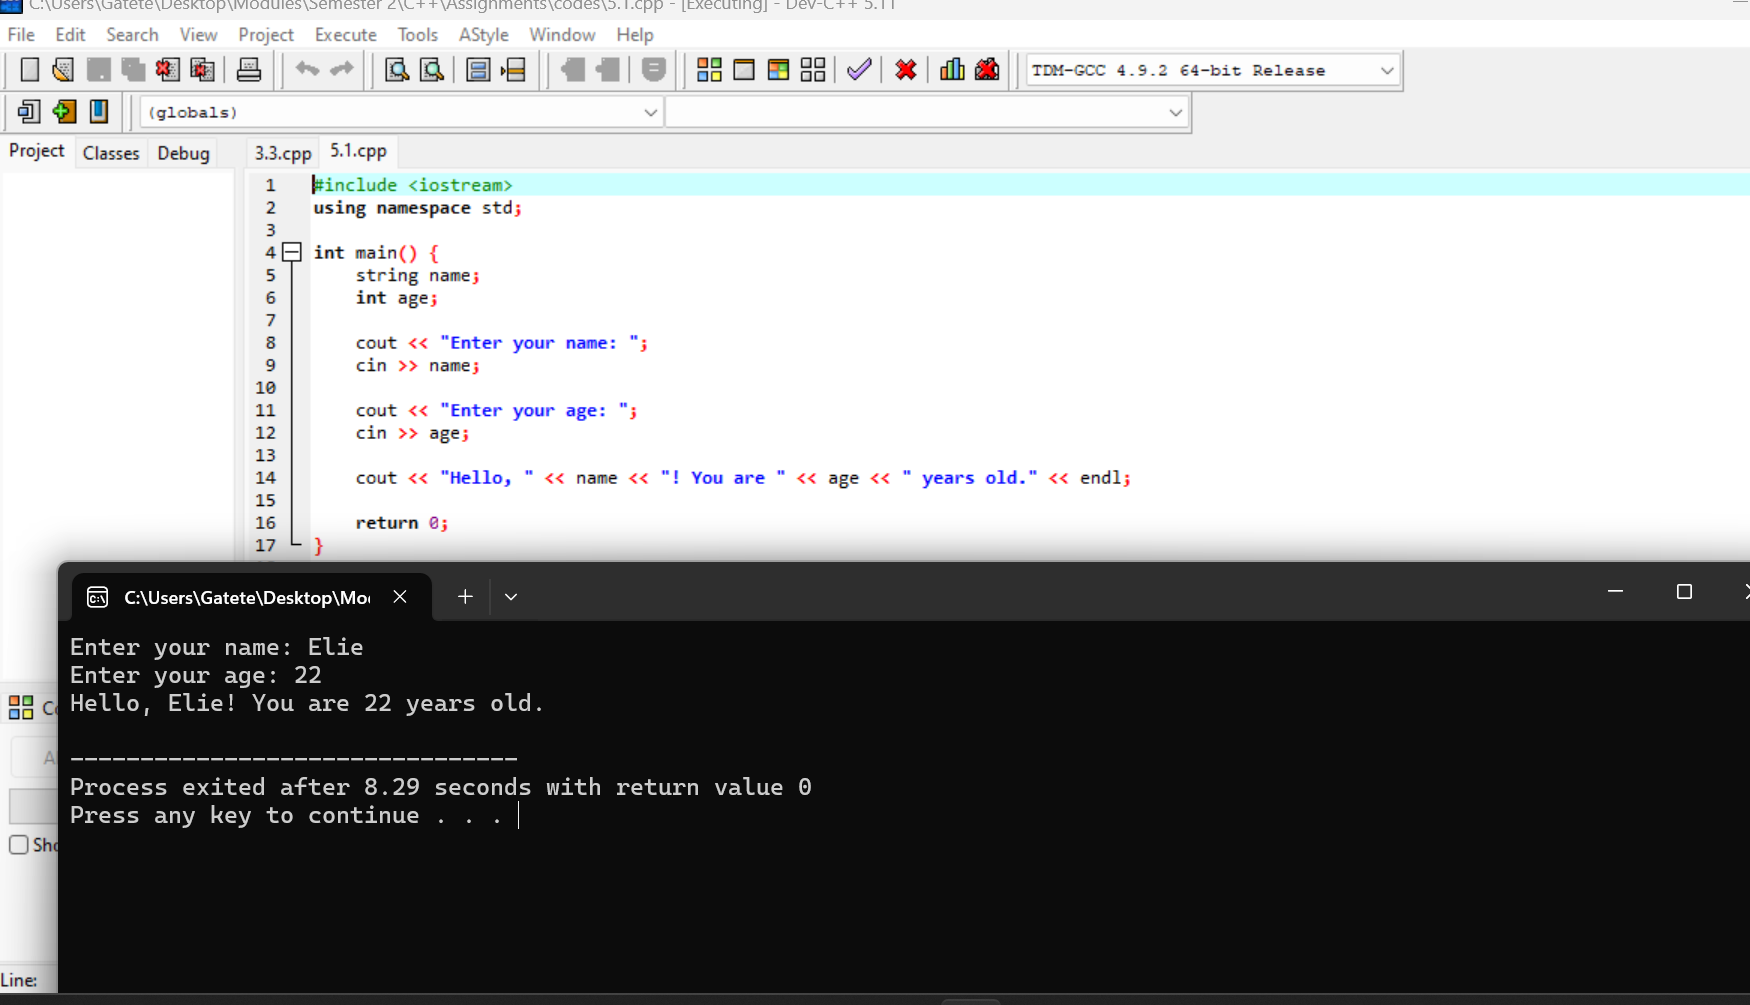 C:\Users\Gatete\Desktop\Modules\Semester 2\C++\Assignments\codes\5.1.cpp - [Executing] - Dev-C++ 5.11
File Edit Search View Project Execute Tools AStyle Window Help
TDM-GCC 4.9.2 64-bit Release
(globals)
Project Classes Debug 3.3.cpp 5.1.cpp
1 #include <iostream>
2 using namespace std;
3
4 int main() {
5 string name;
6 int age;
7
8 cout << "Enter your name: ";
9 cin >> name;
10
11 cout << "Enter your age: ";
12 cin >> age;
13
14 cout << "Hello, " << name << "! You are " << age << " years old." << endl;
15
16 return 0;
17 }
C:\Users\Gatete\Desktop\Mo
Enter your name: Elie
Enter your age: 22
Hello, Elie! You are 22 years old.
--------------------------------
Process exited after 8.29 seconds with return value 0
Press any key to continue . . .
Line: